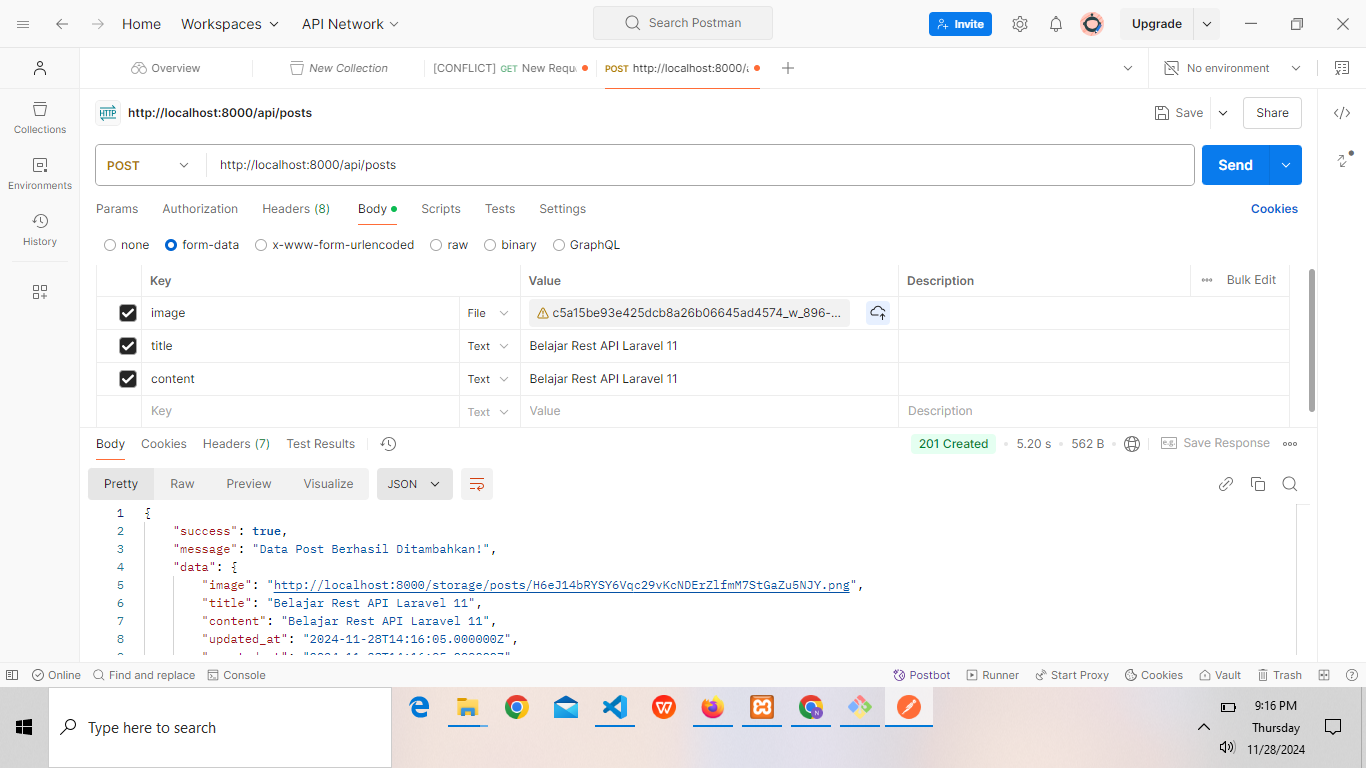 Home Workspaces API Network Search Postman Invite Upgrade
Overview New Collection [CONFLICT] GET New Requ POST http://localhost:8000/a No environment
HTTP http://localhost:8000/api/posts Save Share
Collections
Environments
History
POST http://localhost:8000/api/posts Send
Params Authorization Headers (8) Body Scripts Tests Settings Cookies
none form-data x-www-form-urlencoded raw binary GraphQL
Key Value Description Bulk Edit
image File c5a15be93e425dcb8a26b06645ad4574_w_896-...
title Text Belajar Rest API Laravel 11
content Text Belajar Rest API Laravel 11
Key Text Value Description
Body Cookies Headers (7) Test Results 201 Created 5.20 s 562 B e.g. Save Response
Pretty Raw Preview Visualize JSON
1 {
2 "success": true,
3 "message": "Data Post Berhasil Ditambahkan!",
4 "data": {
5 "image": "http://localhost:8000/storage/posts/H6eJ14bRYSY6Vqc29vKcNDErZlfmM7StGaZu5NJY.png",
6 "title": "Belajar Rest API Laravel 11",
7 "content": "Belajar Rest API Laravel 11",
8 "updated_at": "2024-11-28T14:16:05.000000Z",
Online Find and replace Console Postbot Runner Start Proxy Cookies Vault Trash
Type here to search
9:16 PM
Thursday
11/28/2024